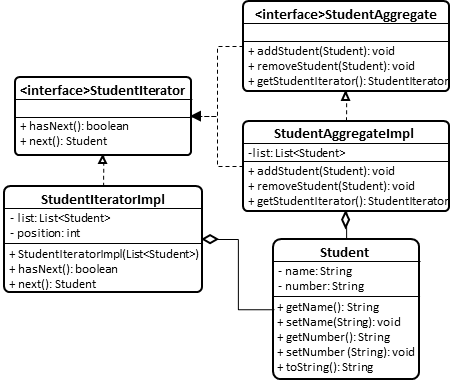 <interface>StudentAggregate
+ addStudent(Student): void
+ removeStudent(Student): void
+ getStudentIterator(): StudentIterator
<interface>StudentIterator
+ hasNext(): boolean
+ next(): Student
StudentAggregateImpl
-list: List<Student>
+ addStudent(Student): void
+ removeStudent(Student): void
+ getStudentIterator(): StudentIterator
StudentIteratorImpl
- list: List<Student>
- position: int
+ StudentIteratorImpl(List<Student>)
+ hasNext(): boolean
+ next(): Student
Student
- name: String
- number: String
+ getName(): String
+ setName(String): void
+ getNumber(): String
+ setNumber (String): void
+ toString(): String